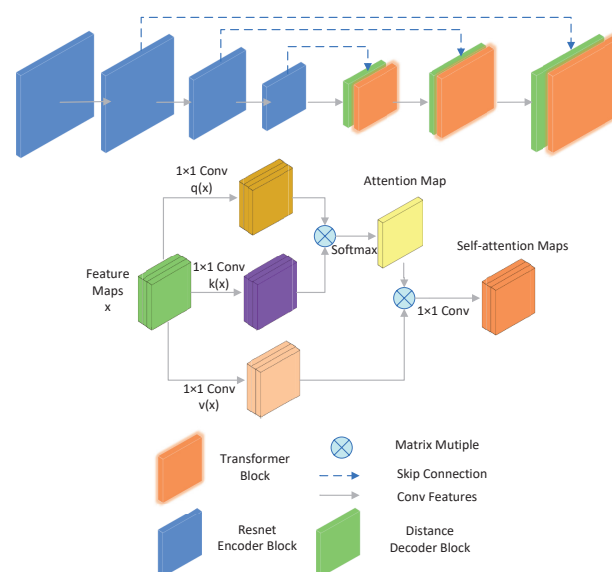 1×1 Conv
q(x)
Attention Map
Softmax
Self-attention Maps
Feature
Maps
x
1×1 Conv
k(x)
1×1 Conv
1×1 Conv
v(x)
Transformer
Block
Matrix Mutiple
Skip Connection
Conv Features
Resnet
Encoder Block
Distance
Decoder Block